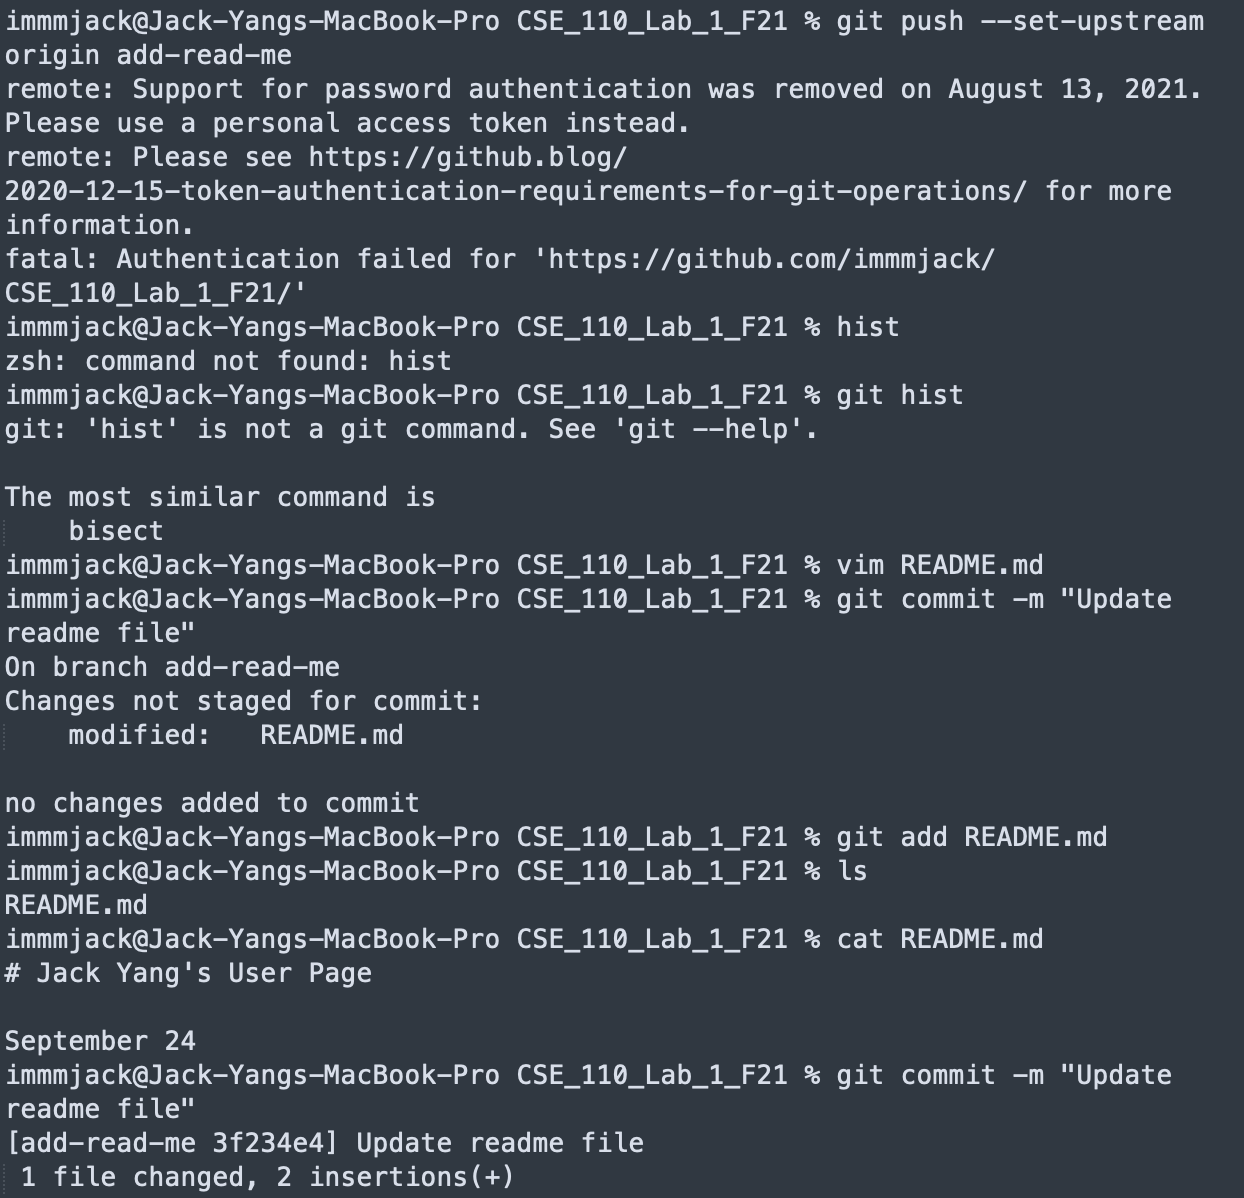 immmjack@Jack-Yangs-MacBook-Pro CSE_110_Lab_1_F21 % git push --set-upstream
origin add-read-me
remote: Support for password authentication was removed on August 13, 2021.
Please use a personal access token instead.
remote: Please see https://github.blog/
2020-12-15-token-authentication-requirements-for-git-operations/ for more
information.
fatal: Authentication failed for 'https://github.com/immmjack/
CSE_110_Lab_1_F21/'
immmjack@Jack-Yangs-MacBook-Pro CSE_110_Lab_1_F21 % hist
zsh: command not found: hist
immmjack@Jack-Yangs-MacBook-Pro CSE_110_Lab_1_F21 % git hist
git: 'hist' is not a git command. See 'git --help'.

The most similar command is
    bisect
immmjack@Jack-Yangs-MacBook-Pro CSE_110_Lab_1_F21 % vim README.md
immmjack@Jack-Yangs-MacBook-Pro CSE_110_Lab_1_F21 % git commit -m "Update
readme file"
On branch add-read-me
Changes not staged for commit:
    modified:   README.md

no changes added to commit
immmjack@Jack-Yangs-MacBook-Pro CSE_110_Lab_1_F21 % git add README.md
immmjack@Jack-Yangs-MacBook-Pro CSE_110_Lab_1_F21 % ls
README.md
immmjack@Jack-Yangs-MacBook-Pro CSE_110_Lab_1_F21 % cat README.md
# Jack Yang's User Page

September 24
immmjack@Jack-Yangs-MacBook-Pro CSE_110_Lab_1_F21 % git commit -m "Update
readme file"
[add-read-me 3f234e4] Update readme file
 1 file changed, 2 insertions(+)